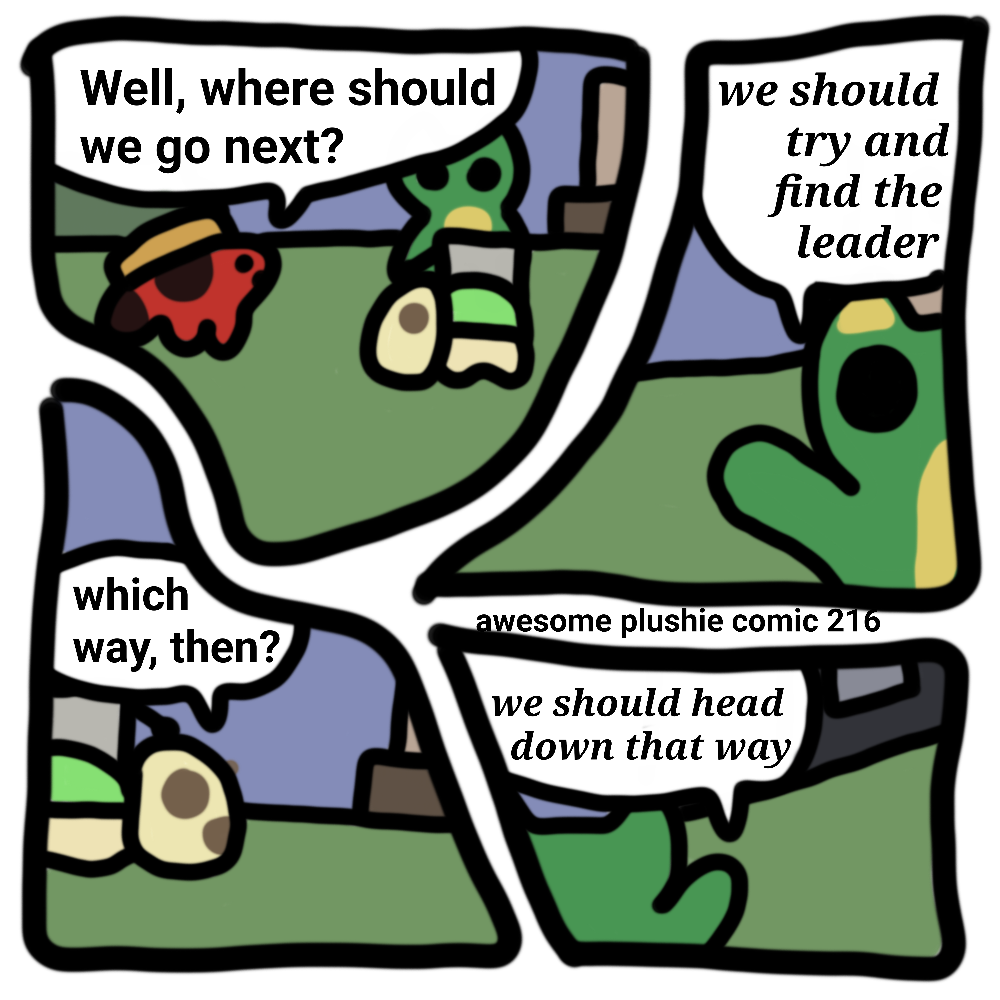 Well, where should
we go next?
we should
try and
find the
leader
which
way, then?
awesome plushie comic 216
we should head
down that way